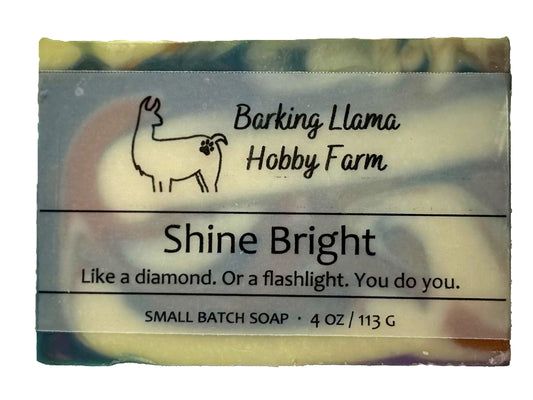 Barking Llama
Hobby Farm
Shine Bright
Like a diamond. Or a flashlight. You do you.
SMALL BATCH SOAP · 4 OZ / 113 G